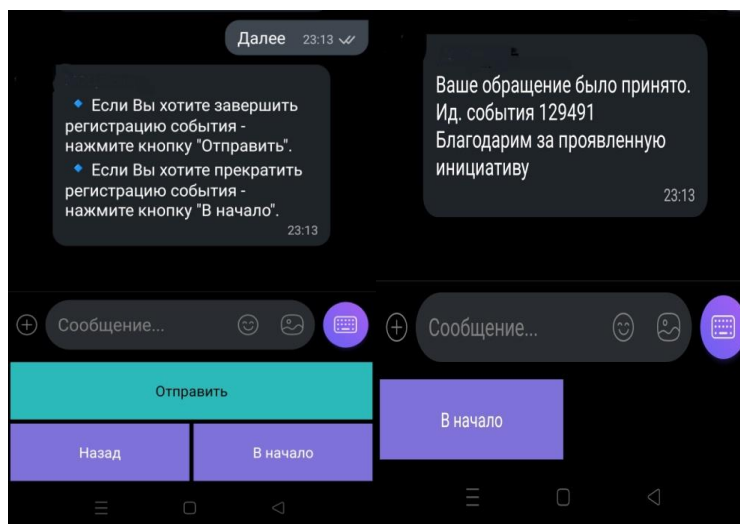 Далее 23:13
Если Вы хотите завершить
регистрацию события -
нажмите кнопку "Отправить".
Если Вы хотите прекратить
регистрацию события -
нажмите кнопку "В начало".
23:13
Сообщение...
Отправить
Назад
В начало
Ваше обращение было принято.
Ид. события 129491
Благодарим за проявленную
инициативу
23:13
Сообщение...
В начало